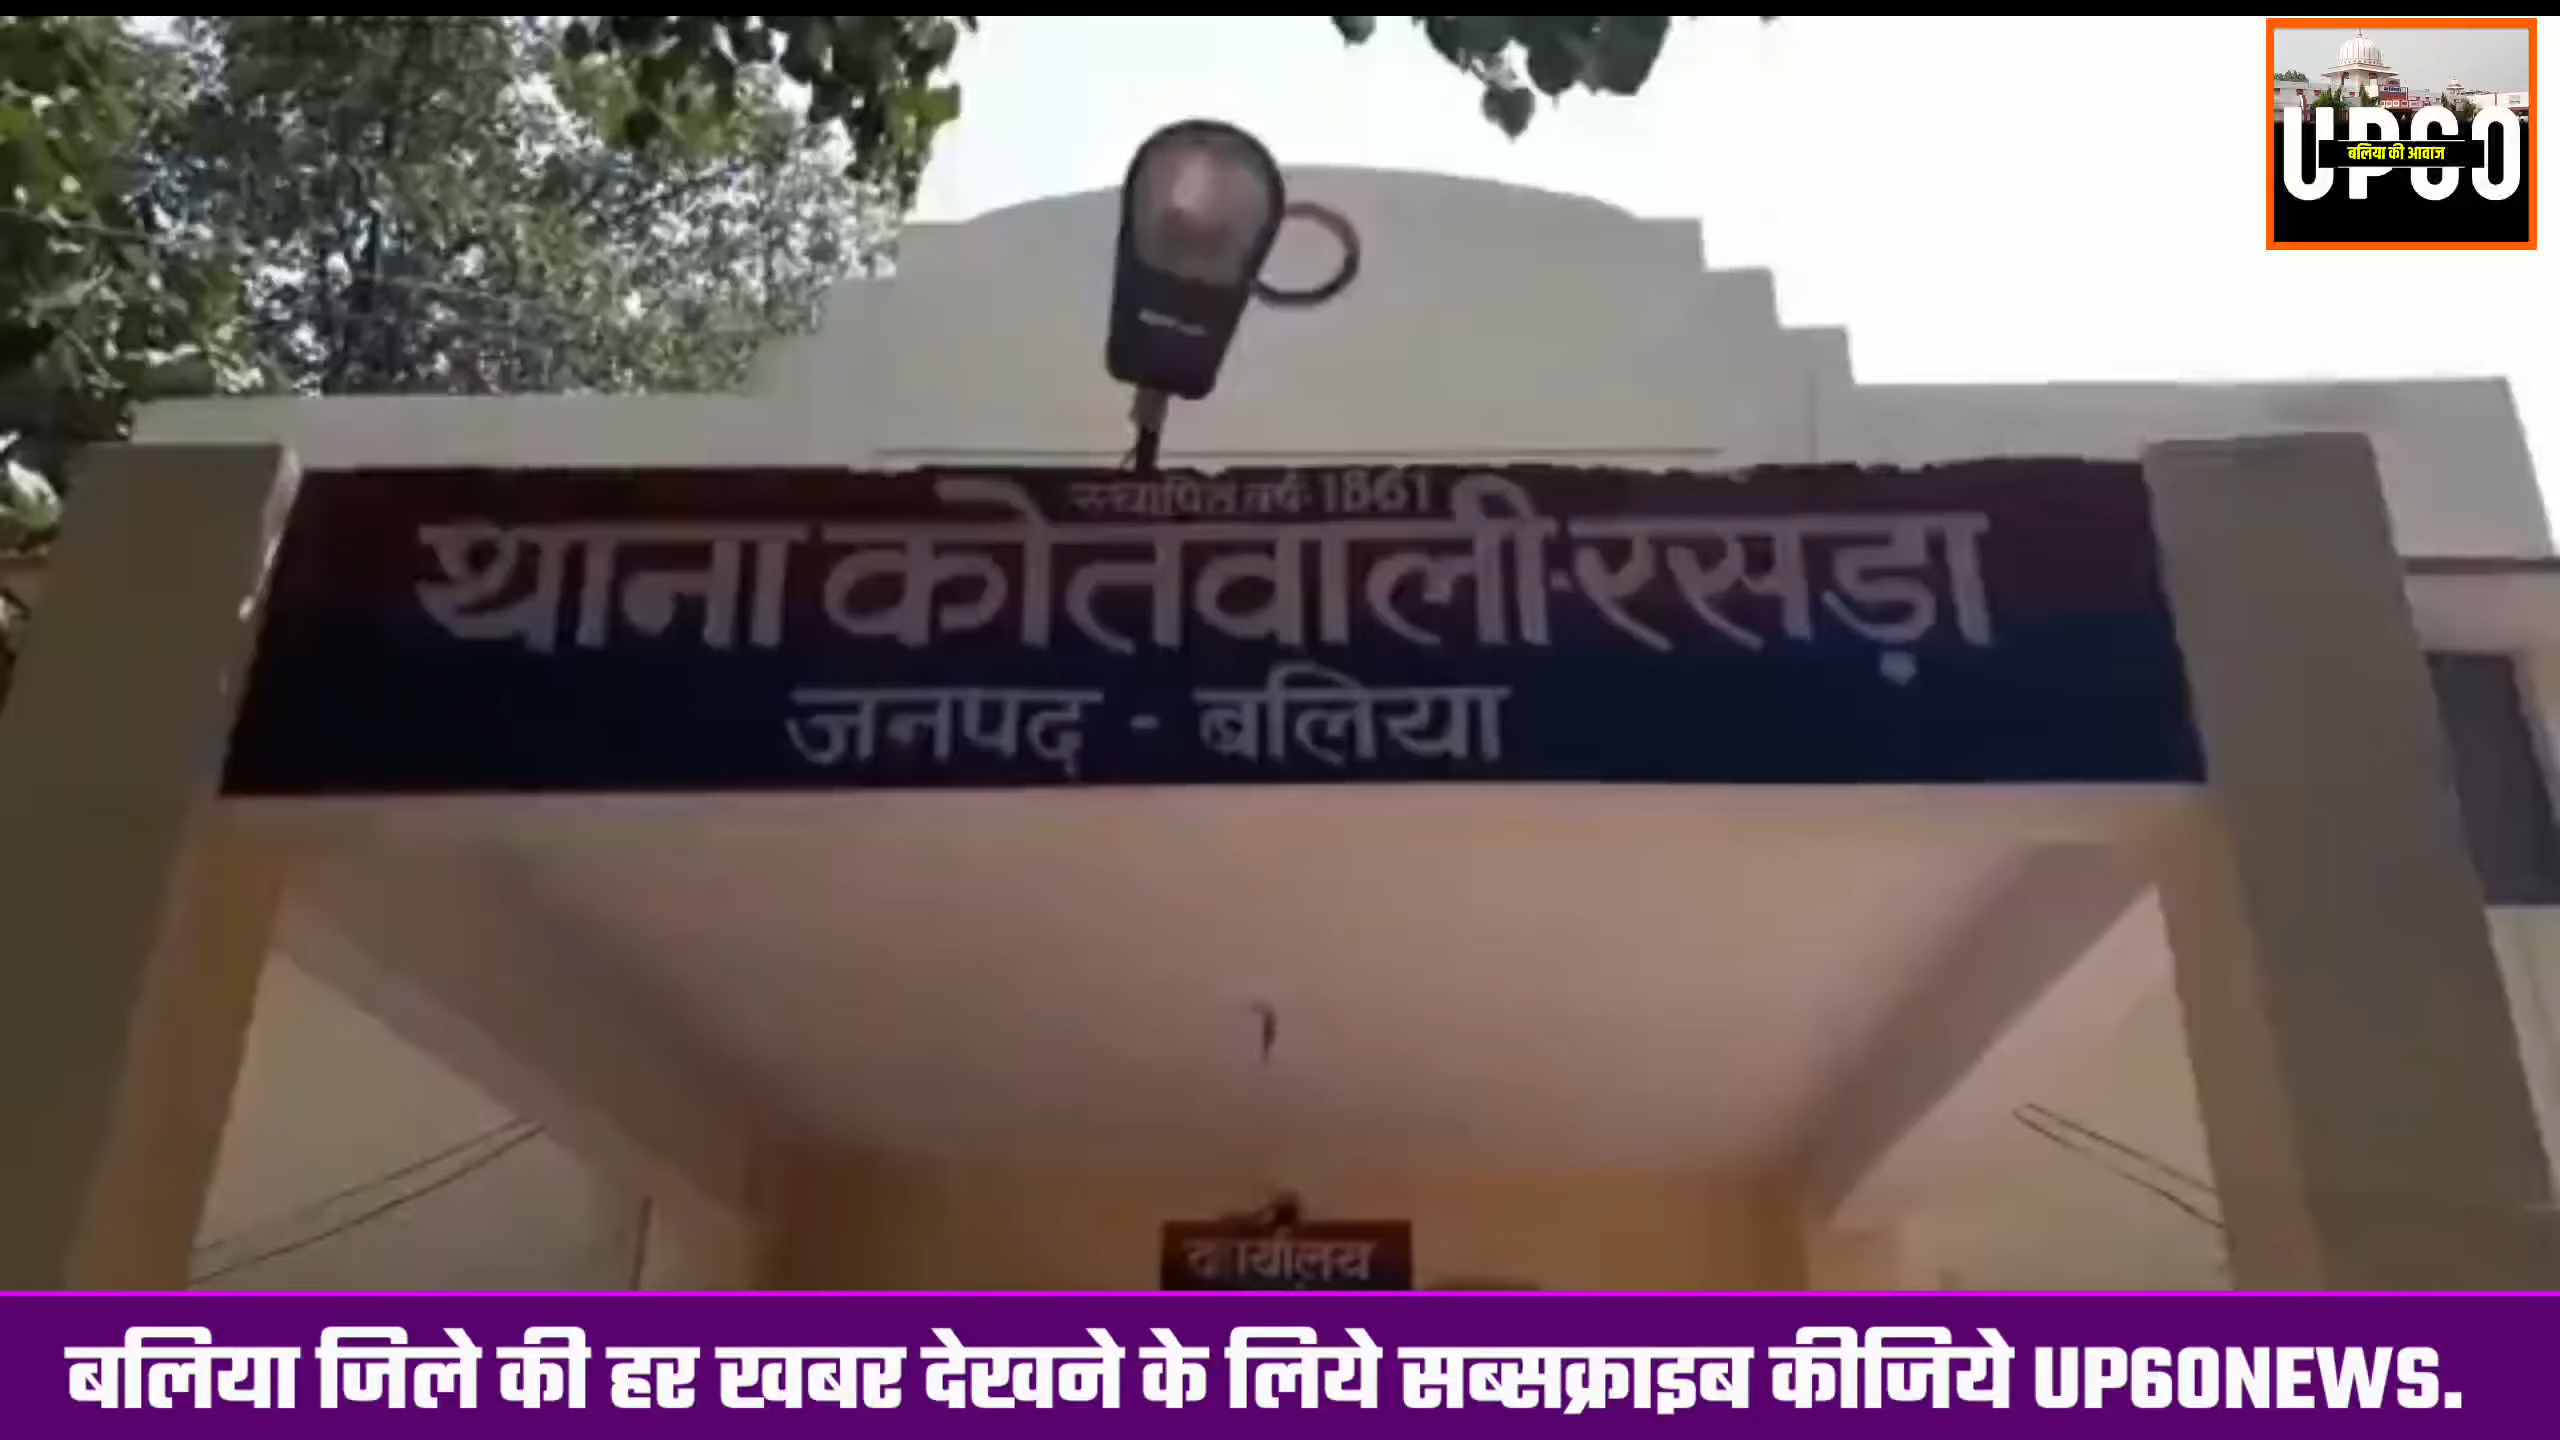 UP60
बलिया की आवाज
स्थापित वर्ष-1861
थाना कोतवाली-रसड़ा
जनपद - बलिया
कार्यालय
बलिया जिले की हर खबर देखने के लिये सब्सक्राइब कीजिये UP60NEWS.